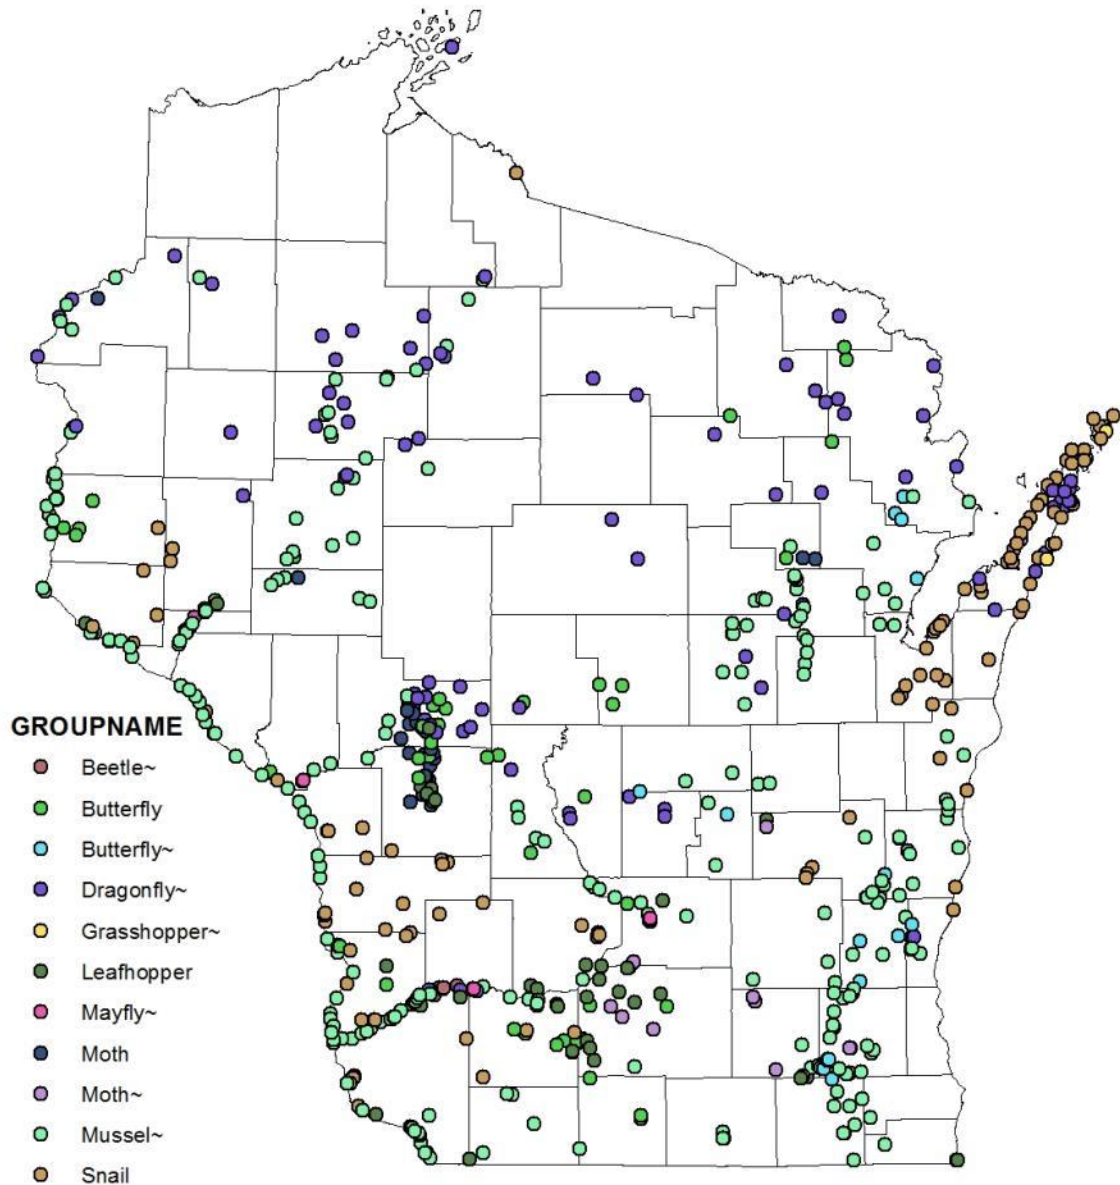 GROUPNAME
Beetle~
Butterfly
Butterfly~
Dragonfly~
Grasshopper~
Leafhopper
Mayfly~
Moth
Moth~
Mussel~
Snail